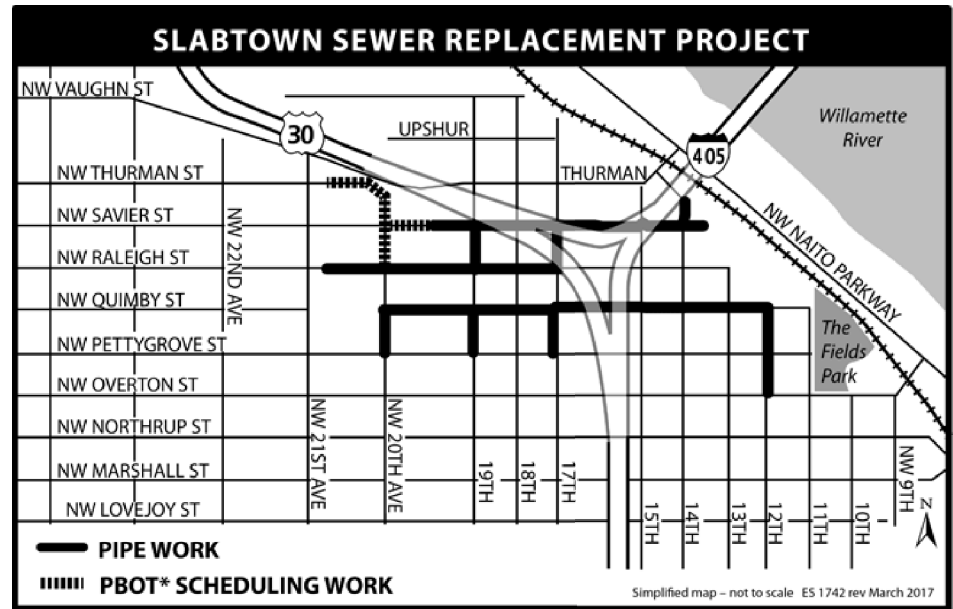 SLABTOWN SEWER REPLACEMENT PROJECT
NW VAUGHN ST
30
UPSHUR
405
Willamette
River
NW THURMAN ST
THURMAN
NW SAVIER ST
NW 22ND AVE
NW RALEIGH ST
NW NAITO PARKWAY
NW QUIMBY ST
NW PETTYGROVE ST
The
Fields
Park
NW OVERTON ST
NW NORTHRUP ST
NW 21ST AVE
NW 20TH AVE
NW MARSHALL ST
19TH
18TH
17TH
NW 9TH
NW LOVEJOY ST
15TH
14TH
13TH
12TH
11TH
10TH
N
PIPE WORK
PBOT* SCHEDULING WORK
Simplified map – not to scale ES 1742 rev March 2017